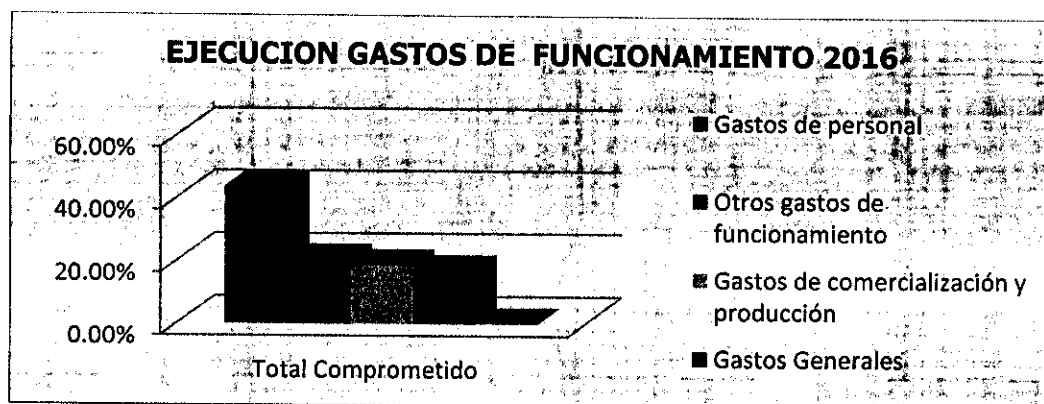 EJECUCION GASTOS DE FUNCIONAMIENTO 2016
60.00%
40.00%
20.00%
0.00%
Total Comprometido
Gastos de personal
Otros gastos de
funcionamiento
Gastos de comercialización y
producción
Gastos Generales